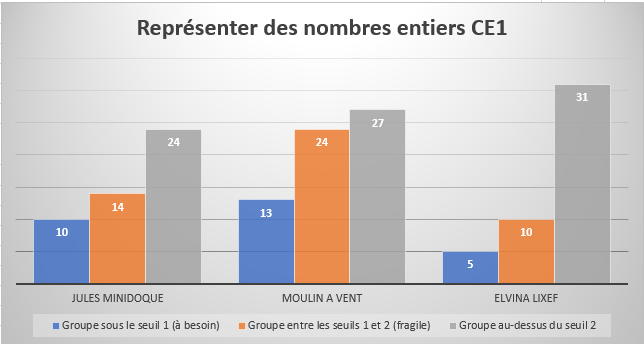 Représenter des nombres entiers CE1
10 14 24 13 24 27 5 10 31
JULES MINIDOQUE MOULIN A VENT ELVINA LIXEF
Groupe sous le seuil 1 (à besoin) Groupe entre les seuils 1 et 2 (fragile) Groupe au-dessus du seuil 2